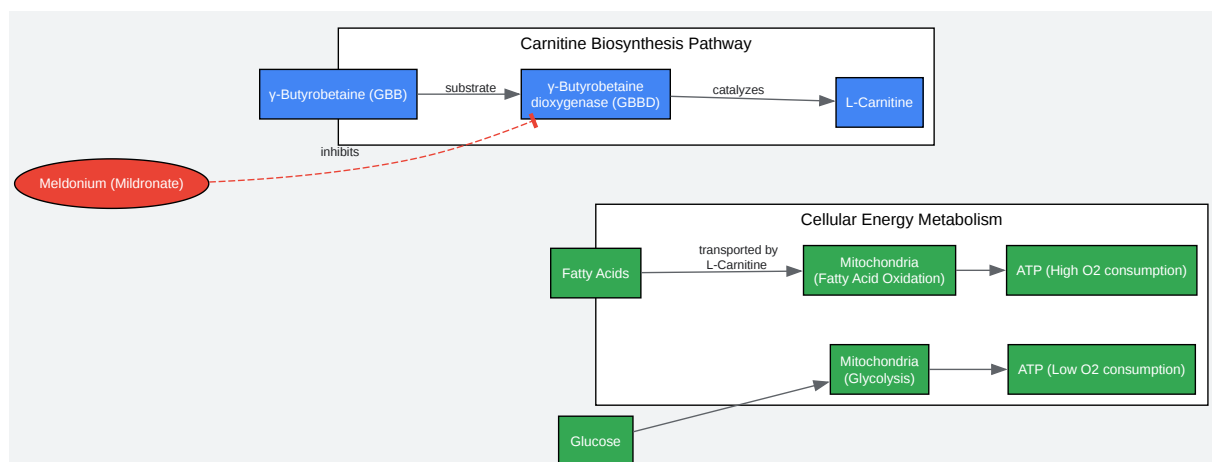 Carnitine Biosynthesis Pathway
γ-Butyrobetaine (GBB)
substrate
γ-Butyrobetaine
dioxygenase (GBBD)
catalyzes
L-Carnitine
inhibits
Meldonium (Mildronate)
Cellular Energy Metabolism
Fatty Acids
transported by
L-Carnitine
Mitochondria
(Fatty Acid Oxidation)
ATP (High O2 consumption)
Mitochondria
(Glycolysis)
ATP (Low O2 consumption)
Glucose